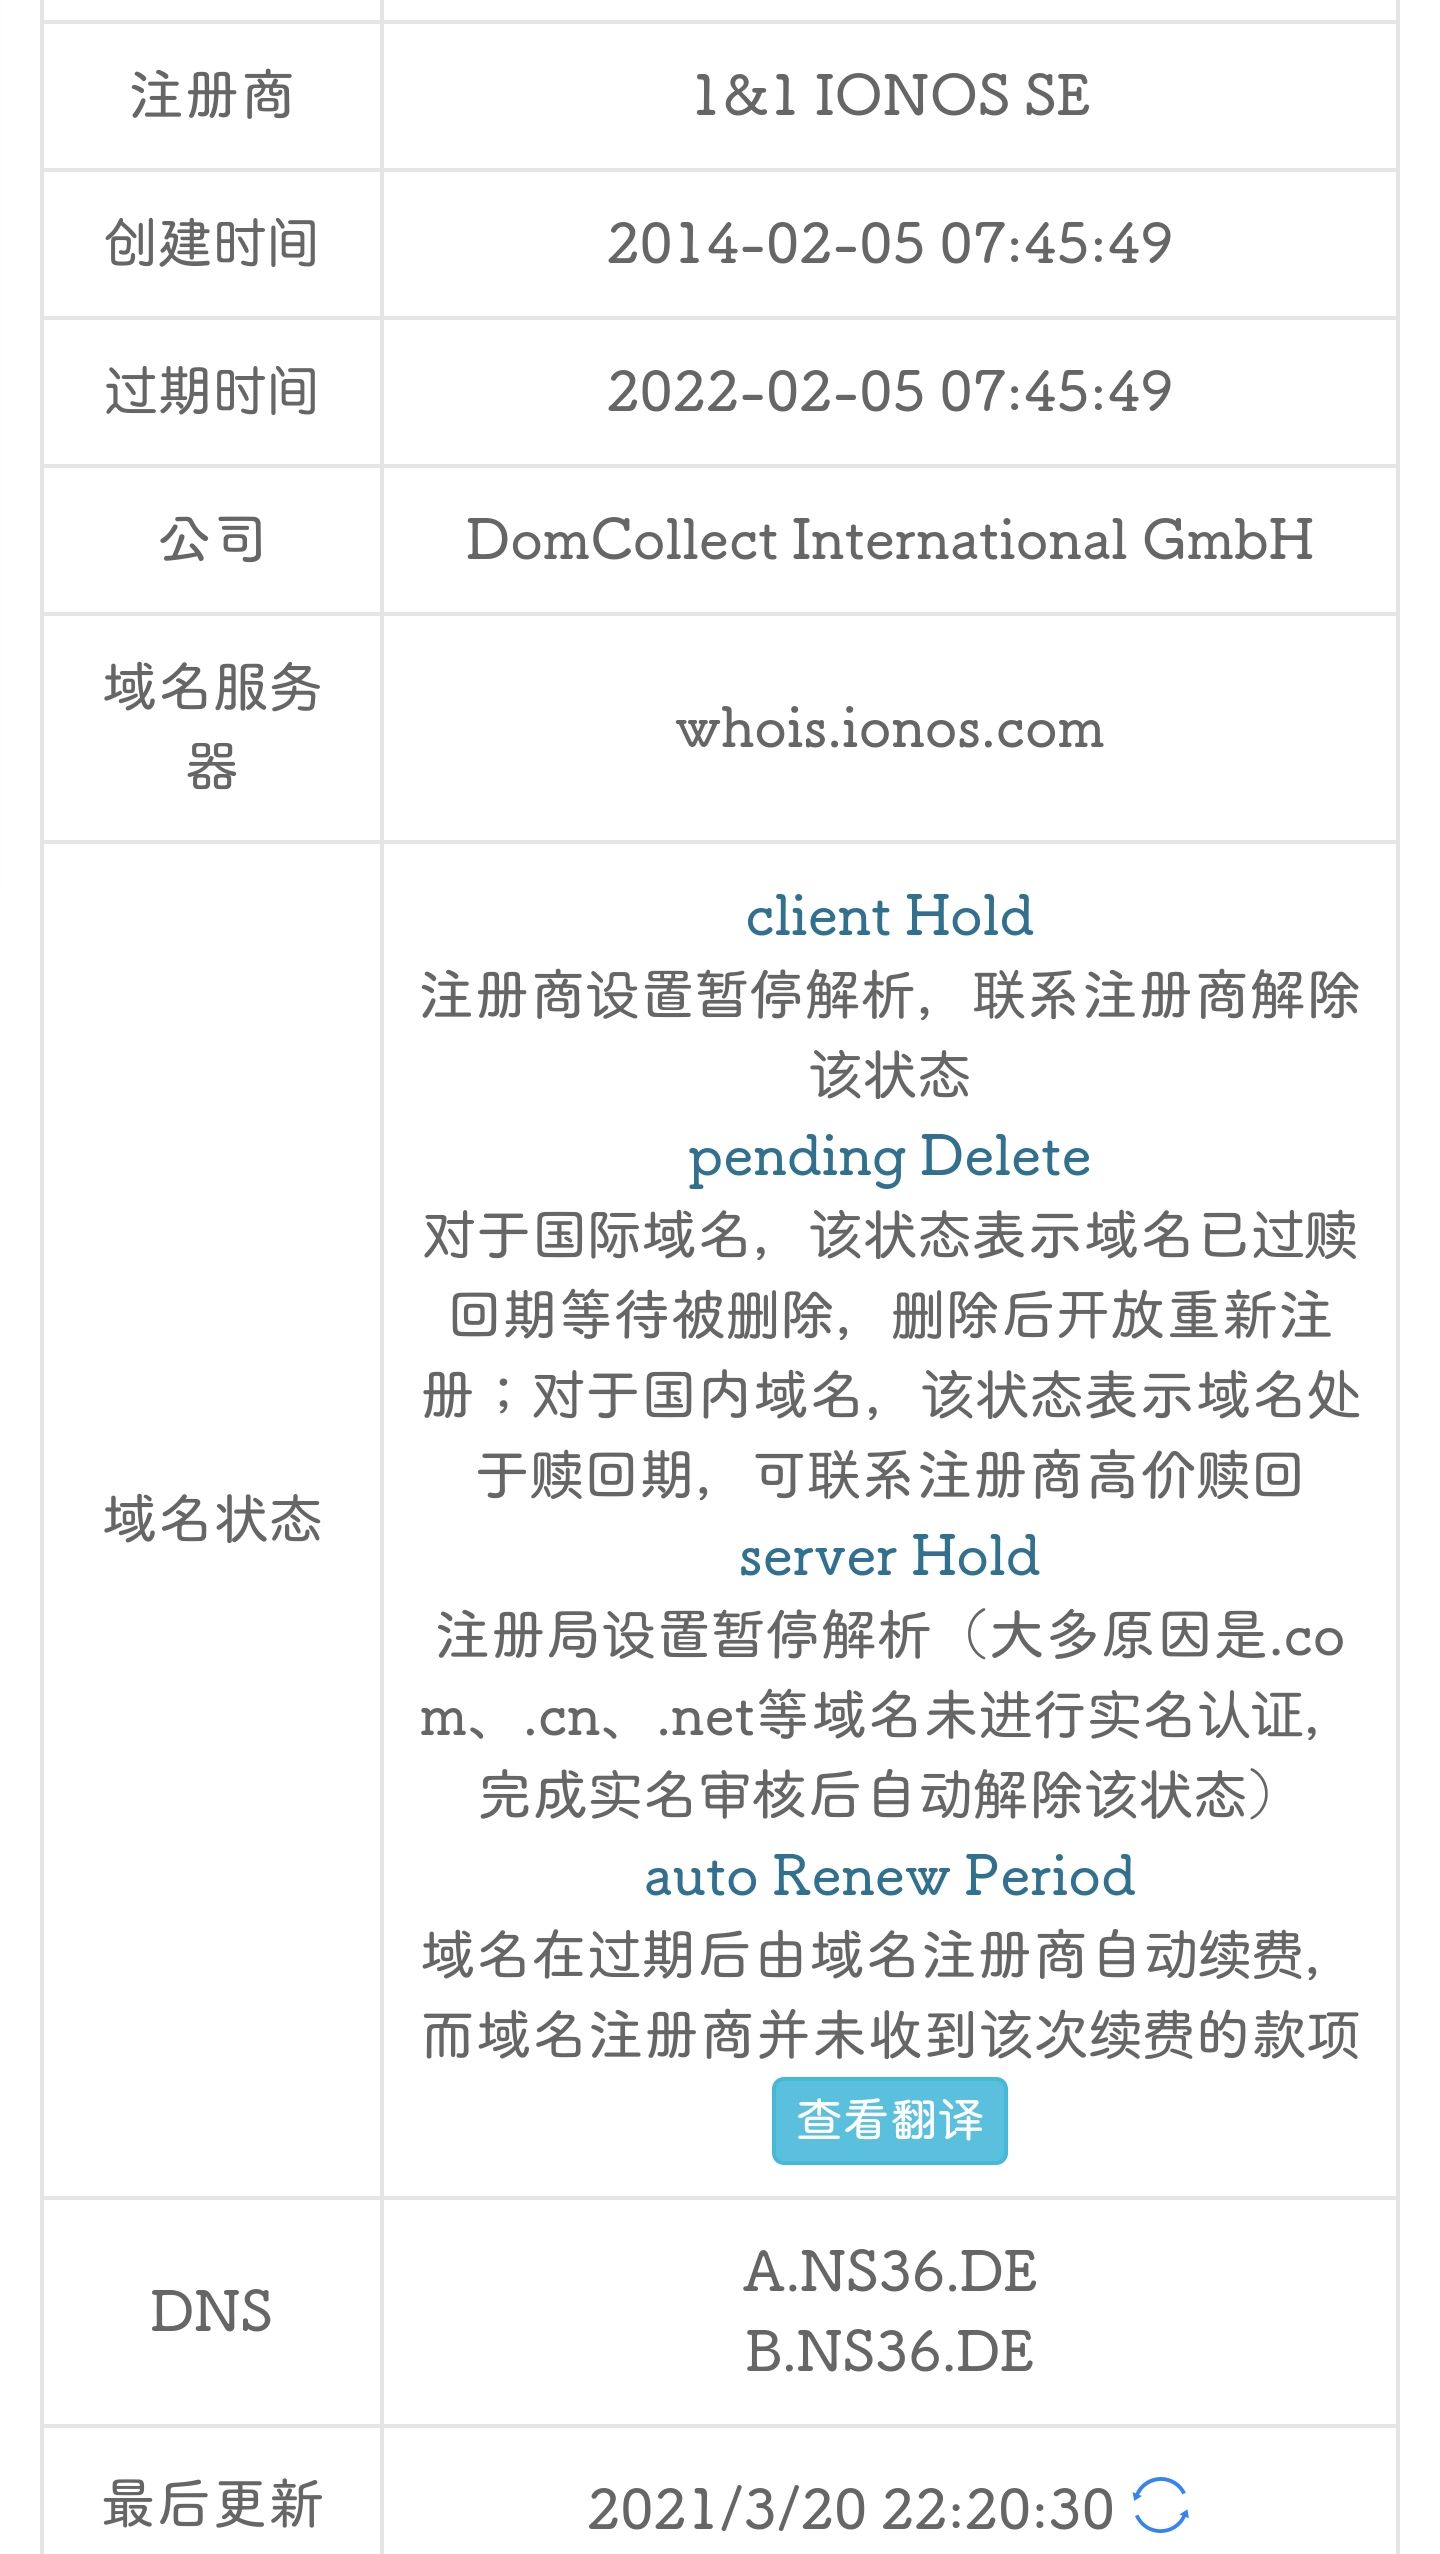 注册商
1&1 IONOS SE
创建时间
2014-02-05 07:45:49
过期时间
2022-02-05 07:45:49
公司
DomCollect International GmbH
域名服务
器
whois.ionos.com
域名状态
client Hold
注册商设置暂停解析，联系注册商解除
该状态
pending Delete
对于国际域名，该状态表示域名已过赎
回期等待被删除，删除后开放重新注
册；对于国内域名，该状态表示域名处
于赎回期，可联系注册商高价赎回
server Hold
注册局设置暂停解析（大多原因是.co
m、.cn、.net等域名未进行实名认证，
完成实名审核后自动解除该状态）
auto Renew Period
域名在过期后由域名注册商自动续费，
而域名注册商并未收到该次续费的款项
查看翻译
DNS
A.NS36.DE
B.NS36.DE
最后更新
2021/3/20 22:20:30